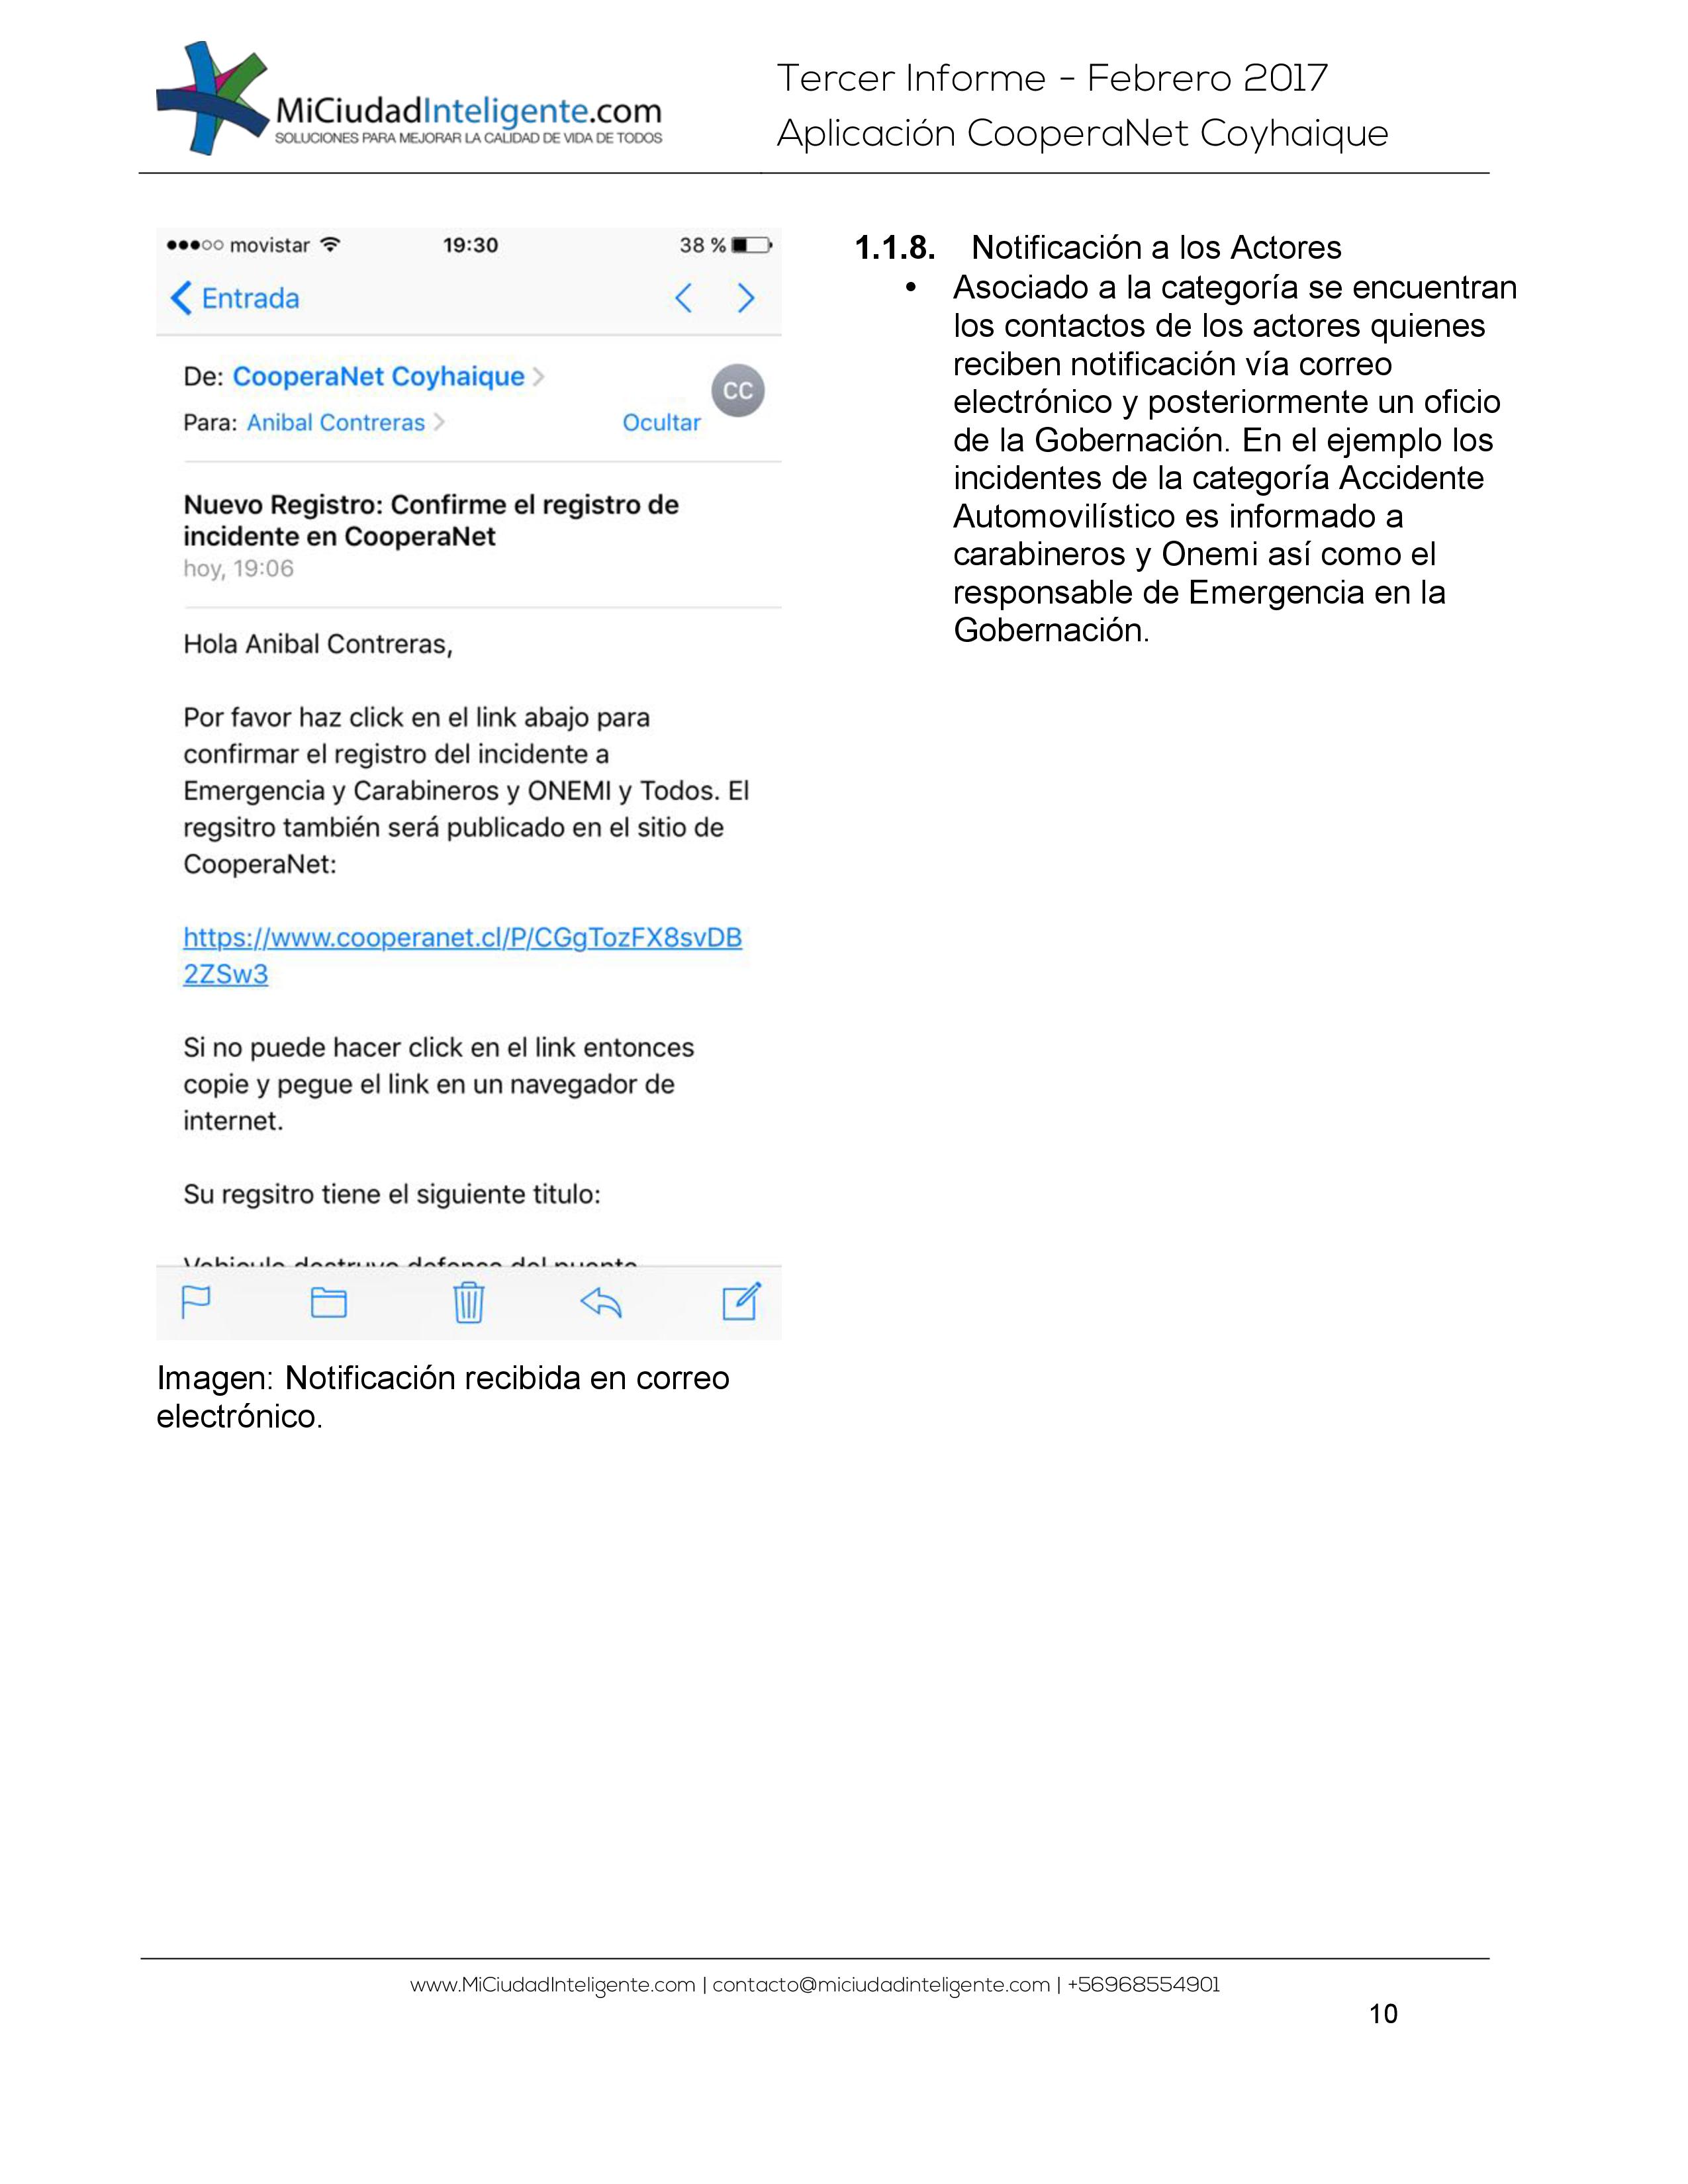 MiCiudadInteligente.com
SOLUCIONES PARA MEJORAR LA CALIDAD DE VIDA DE TODOS
Tercer Informe - Febrero 2017
Aplicación CooperaNet Coyhaique
movistar 19:30 38 %
Entrada
De: CooperaNet Coyhaique
CC
Para: Anibal Contreras Ocultar
Nuevo Registro: Confirme el registro de
incidente en CooperaNet
hoy, 19:06
Hola Anibal Contreras,
Por favor haz click en el link abajo para
confirmar el registro del incidente a
Emergencia y Carabineros y ONEMI y Todos. El
regsitro también será publicado en el sitio de
CooperaNet:
https://www.cooperanet.cl/P/CGgTozFX8svDB
2ZSw3
Si no puede hacer click en el link entonces
copie y pegue el link en un navegador de
internet.
Su regsitro tiene el siguiente titulo:
Vehiculo destruye defensa del puente
Imagen: Notificación recibida en correo
electrónico.
1.1.8. Notificación a los Actores
• Asociado a la categoría se encuentran
los contactos de los actores quienes
reciben notificación vía correo
electrónico y posteriormente un oficio
de la Gobernación. En el ejemplo los
incidentes de la categoría Accidente
Automovilístico es informado a
carabineros y Onemi así como el
responsable de Emergencia en la
Gobernación.
www.MiCiudadInteligente.com | contacto@miciudadinteligente.com | +56968554901
10